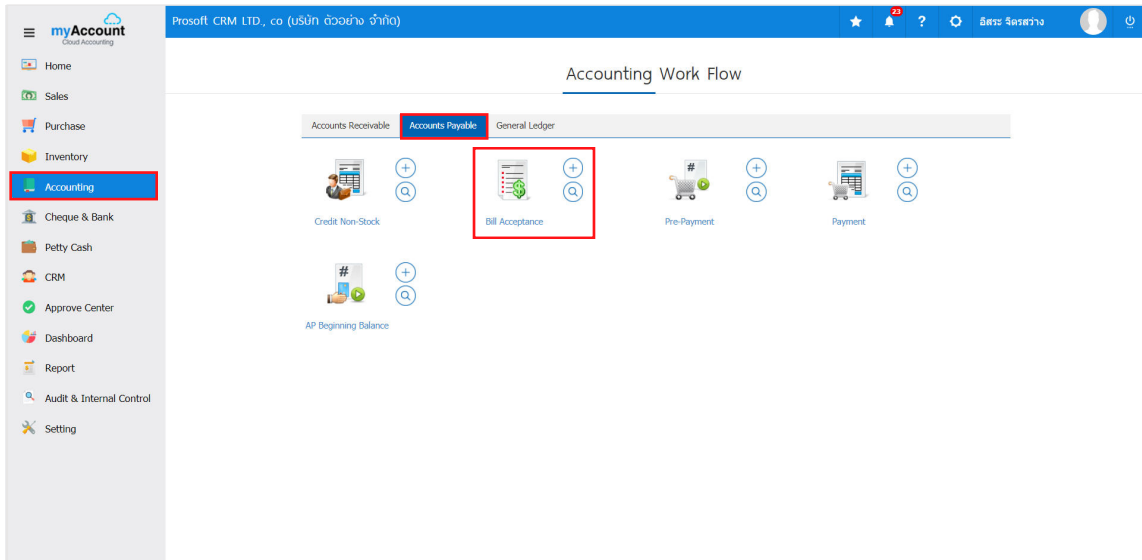 myAccount
Cloud Accounting
Prosoft CRM LTD., co (บริษัท ตัวอย่าง จำกัด)
23
?
อิสระ จิตรสว่าง
Home
Sales
Purchase
Inventory
Accounting
Cheque & Bank
Petty Cash
CRM
Approve Center
Dashboard
Report
Audit & Internal Control
Setting
Accounting Work Flow
Accounts Receivable
Accounts Payable
General Ledger
Credit Non-Stock
Bill Acceptance
#
Pre-Payment
Payment
#
AP Beginning Balance